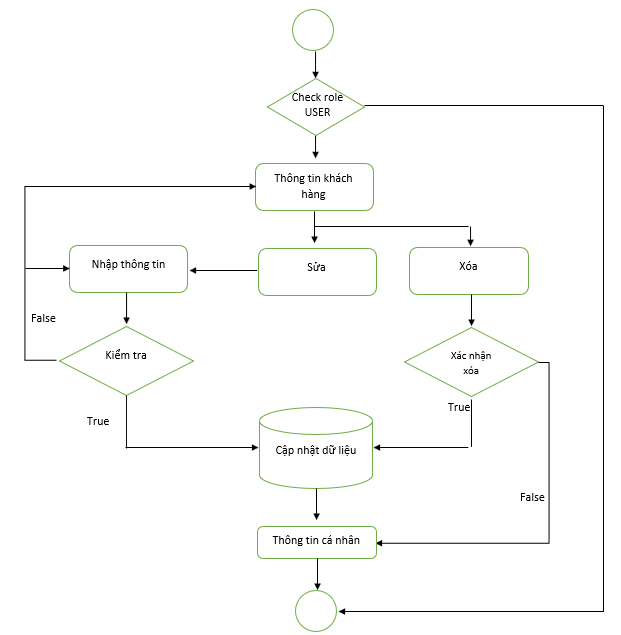 Check role
USER
Thông tin khách
hàng
Nhập thông tin
Sửa
Xóa
False
Kiểm tra
Xác nhận
xóa
True
True
Cập nhật dữ liệu
False
Thông tin cá nhân